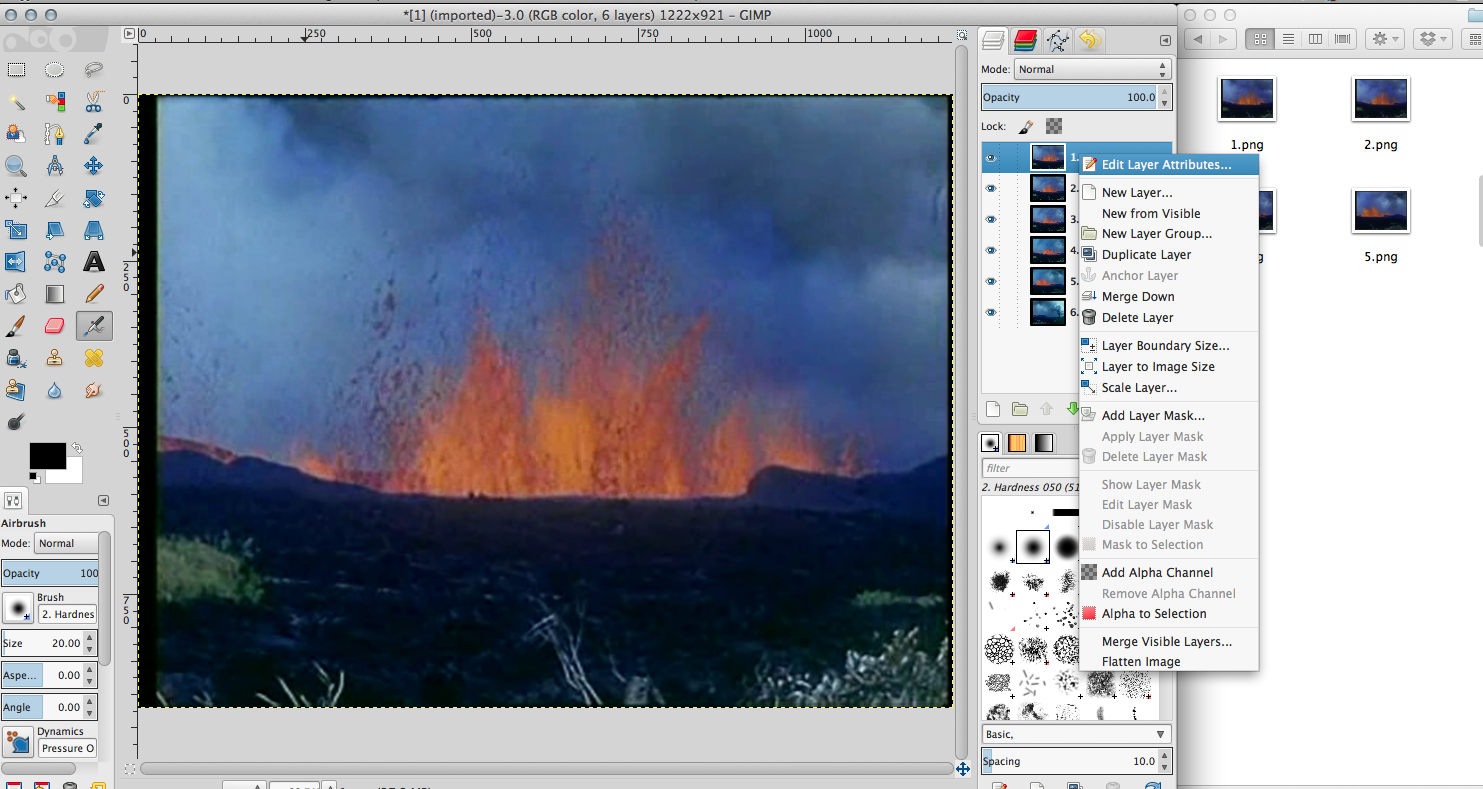 *[1] (imported)-3.0 (RGB color, 6 layers) 1222x921 – GIMP
0
250
500
750
1000
0
250
500
750
Airbrush
Mode: Normal
Opacity 100
Brush
2. Hardnes
Size 20.00
Aspe... 0.00
Angle 0.00
Dynamics
Pressure O
Mode: Normal
Opacity 100.0
Lock:
1.
2.
3.
4.
5.
6.
Edit Layer Attributes...
New Layer...
New from Visible
New Layer Group...
Duplicate Layer
Anchor Layer
Merge Down
Delete Layer
Layer Boundary Size...
Layer to Image Size
Scale Layer...
Add Layer Mask...
Apply Layer Mask
Delete Layer Mask
Show Layer Mask
Edit Layer Mask
Disable Layer Mask
Mask to Selection
Add Alpha Channel
Remove Alpha Channel
Alpha to Selection
Merge Visible Layers...
Flatten Image
filter
2. Hardness 050 (51
Basic,
Spacing 10.0
1.png
2.png
g
5.png